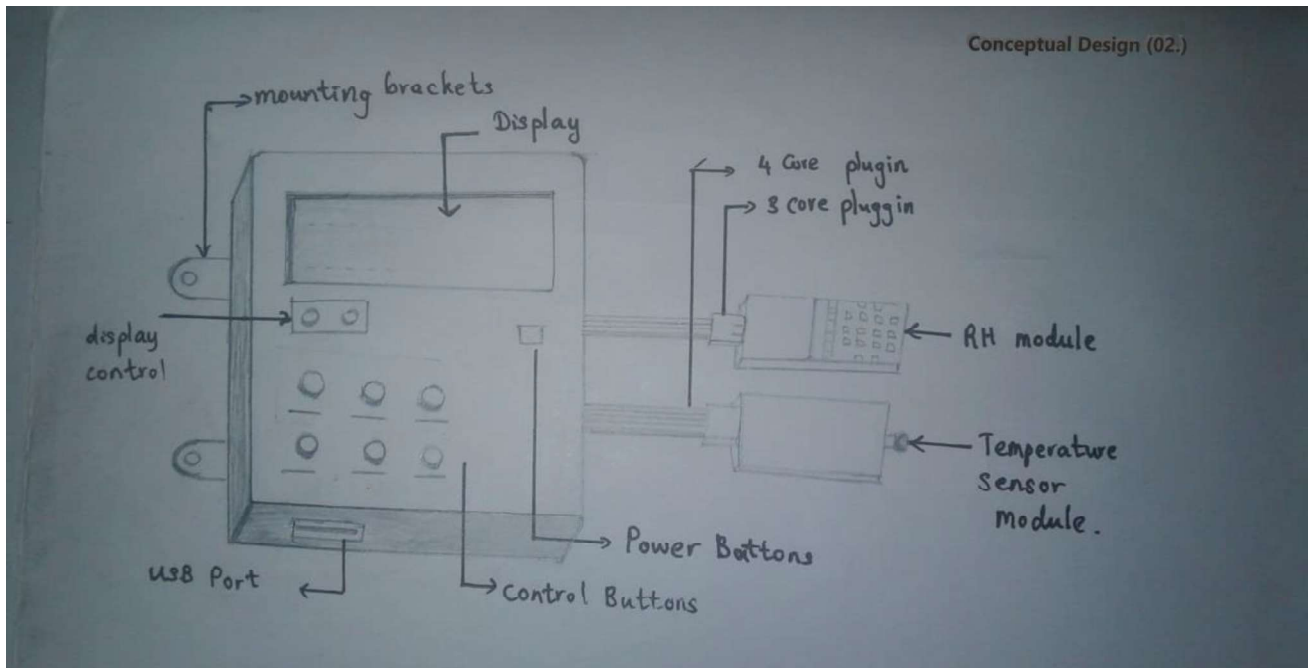 Conceptual Design (02.)
mounting brackets
Display
4 Core plugin
3 core pluggin
display
control
RH module
Temperature
Sensor
module.
Power Buttons
USB Port
Control Buttons